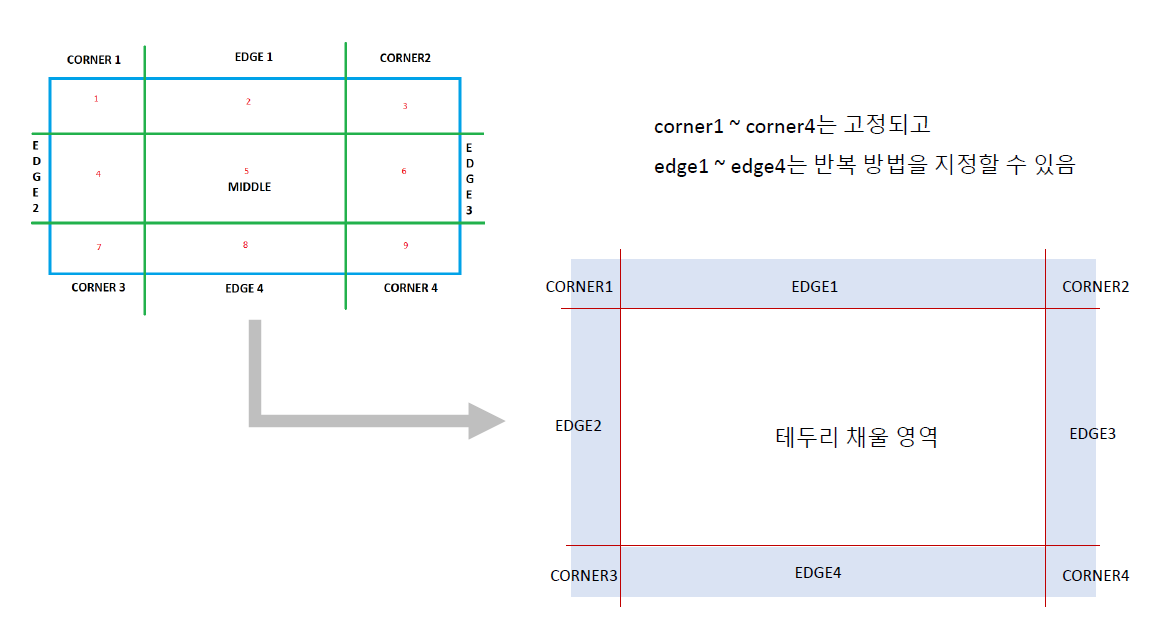 CORNER 1
EDGE 1
CORNER2
1
2
3
EDGE2
4
5
MIDDLE
6
EDGE3
7
8
9
CORNER 3
EDGE 4
CORNER 4
corner1 ~ corner4는 고정되고
edge1 ~ edge4는 반복 방법을 지정할 수 있음
CORNER1
EDGE1
CORNER2
EDGE2
테두리 채울 영역
EDGE3
CORNER3
EDGE4
CORNER4